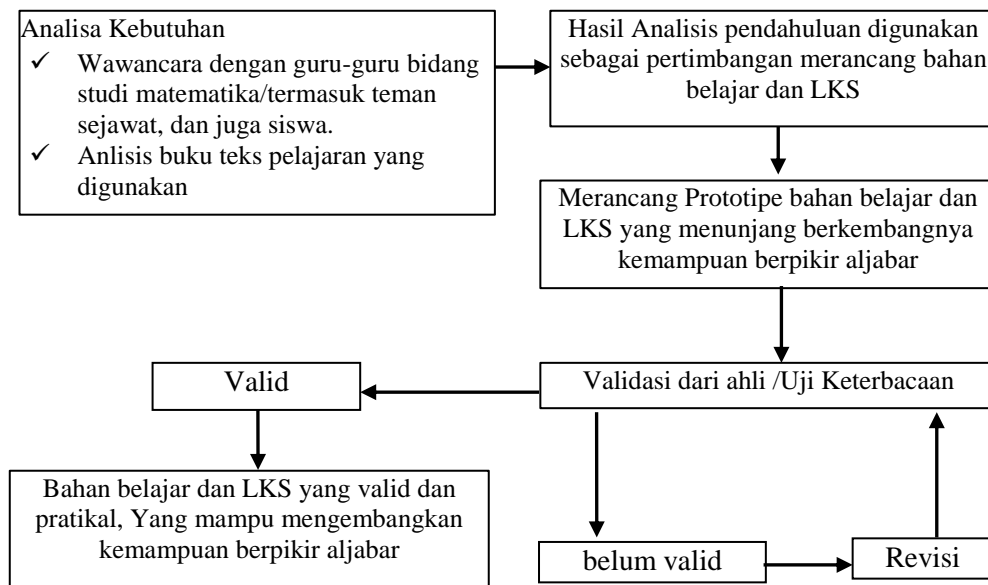 Analisa Kebutuhan
✓ Wawancara dengan guru-guru bidang
studi matematika/termasuk teman
sejawat, dan juga siswa.
✓ Anlisis buku teks pelajaran yang
digunakan
Hasil Analisis pendahuluan digunakan
sebagai pertimbangan merancang bahan
belajar dan LKS
Merancang Prototipe bahan belajar dan
LKS yang menunjang berkembangnya
kemampuan berpikir aljabar
Validasi dari ahli /Uji Keterbacaan
Valid
Bahan belajar dan LKS yang valid dan
pratikal, Yang mampu mengembangkan
kemampuan berpikir aljabar
belum valid
Revisi